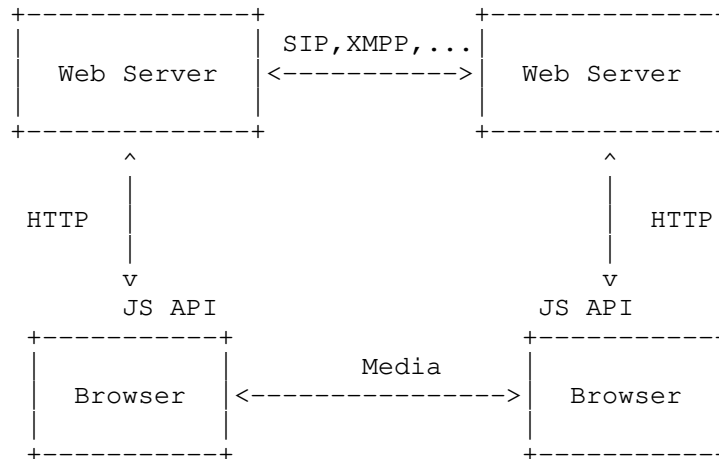 SIP,XMPP,...
Web Server Web Server
HTTP HTTP
JS API JS API
Media
Browser Browser